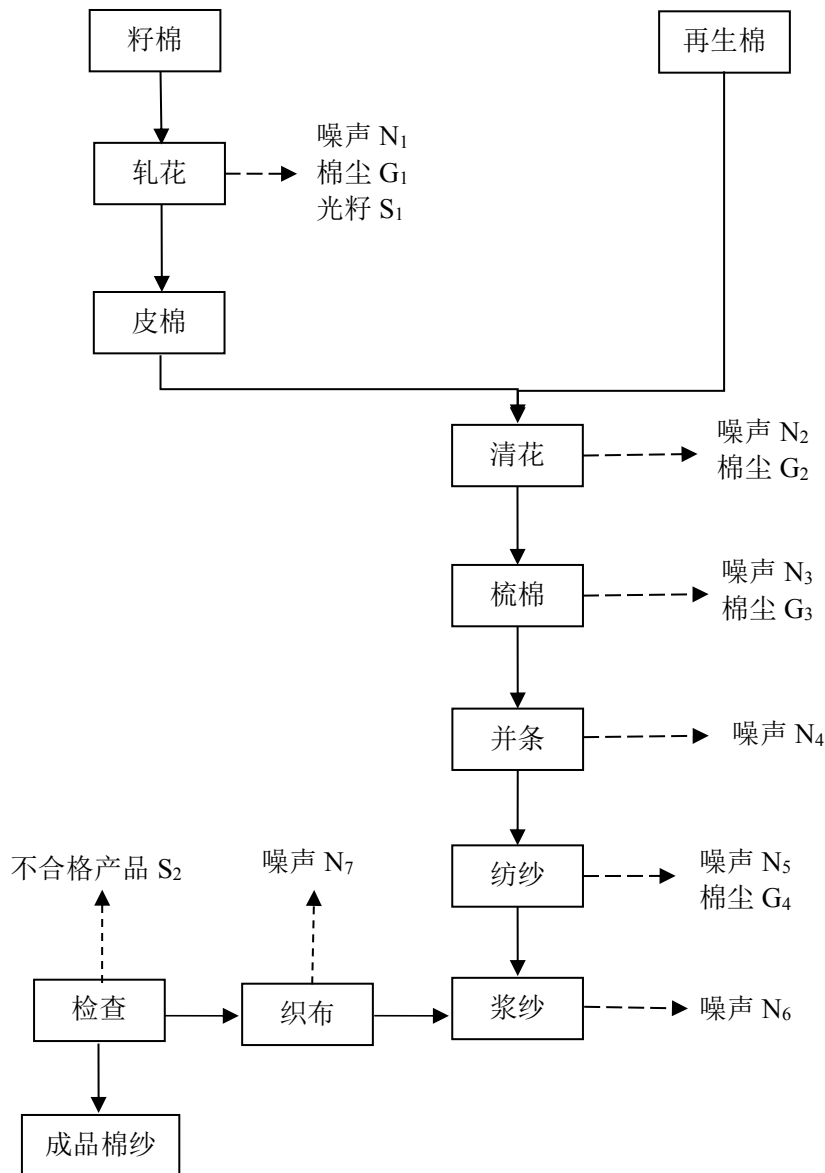 籽棉
再生棉
轧花
噪声 N₁
棉尘 G₁
光籽 S₁
皮棉
清花
噪声 N₂
棉尘 G₂
梳棉
噪声 N₃
棉尘 G₃
并条
噪声 N₄
不合格产品 S₂
噪声 N₇
纺纱
噪声 N₅
棉尘 G₄
检查
织布
浆纱
噪声 N₆
成品棉纱